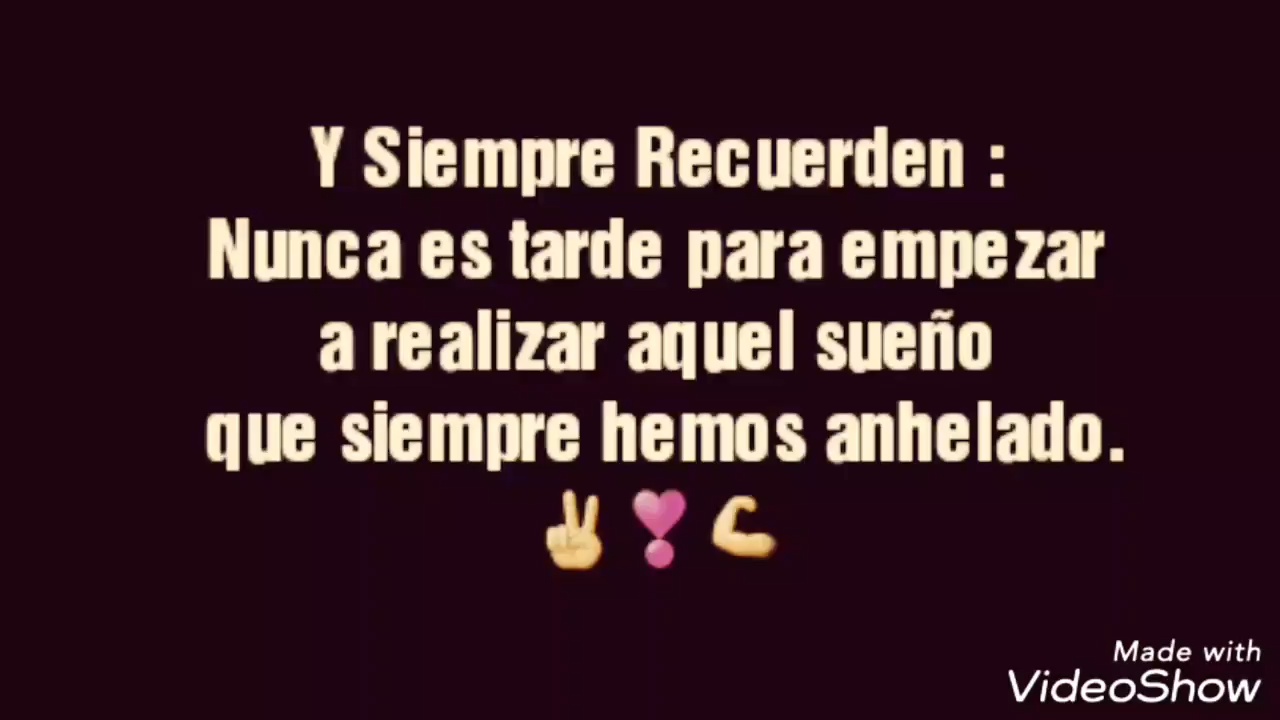 Y Siempre Recuerden :
Nunca es tarde para empezar
a realizar aquel sueño
que siempre hemos anhelado.
✌️ 💟 💪
Made with
VideoShow